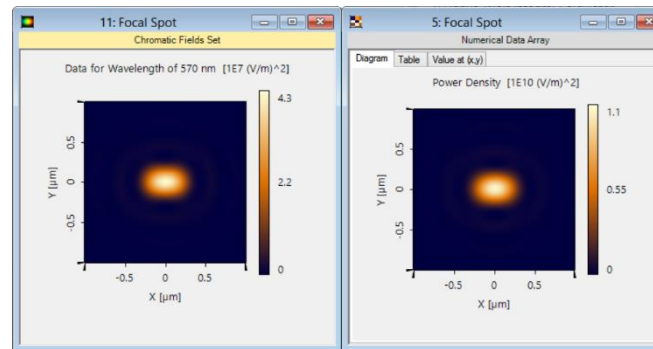 11: Focal Spot
Chromatic Fields Set
Data for Wavelength of 570 nm [1E7 (V/m)^2]
4.3
2.2
0
0.5
0
-0.5
Y [µm]
-0.5 0 0.5
X [µm]
5: Focal Spot
Numerical Data Array
Diagram Table Value at (x,y)
Power Density [1E10 (V/m)^2]
1.1
0.55
0
0.5
0
-0.5
Y [µm]
-0.5 0 0.5
X [µm]